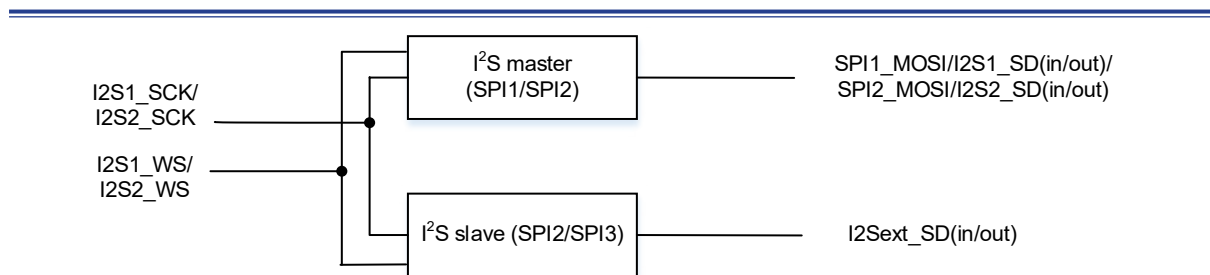 I2S1_SCK/
I2S2_SCK
I2S1_WS/
I2S2_WS
I²S master
(SPI1/SPI2)
SPI1_MOSI/I2S1_SD(in/out)/
SPI2_MOSI/I2S2_SD(in/out)
I²S slave (SPI2/SPI3)
I2Sext_SD(in/out)